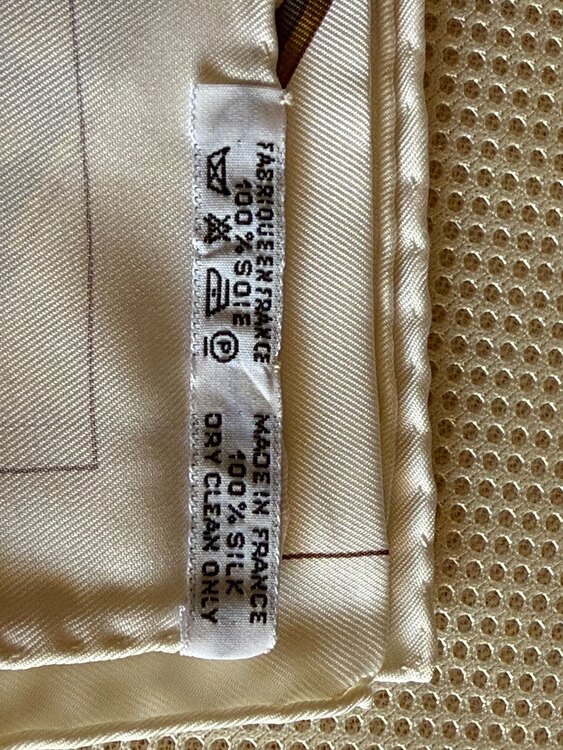 FABRIQUE EN FRANCE
100 % SOIE
P
MADE IN FRANCE
100 % SILK
DRY CLEAN ONLY